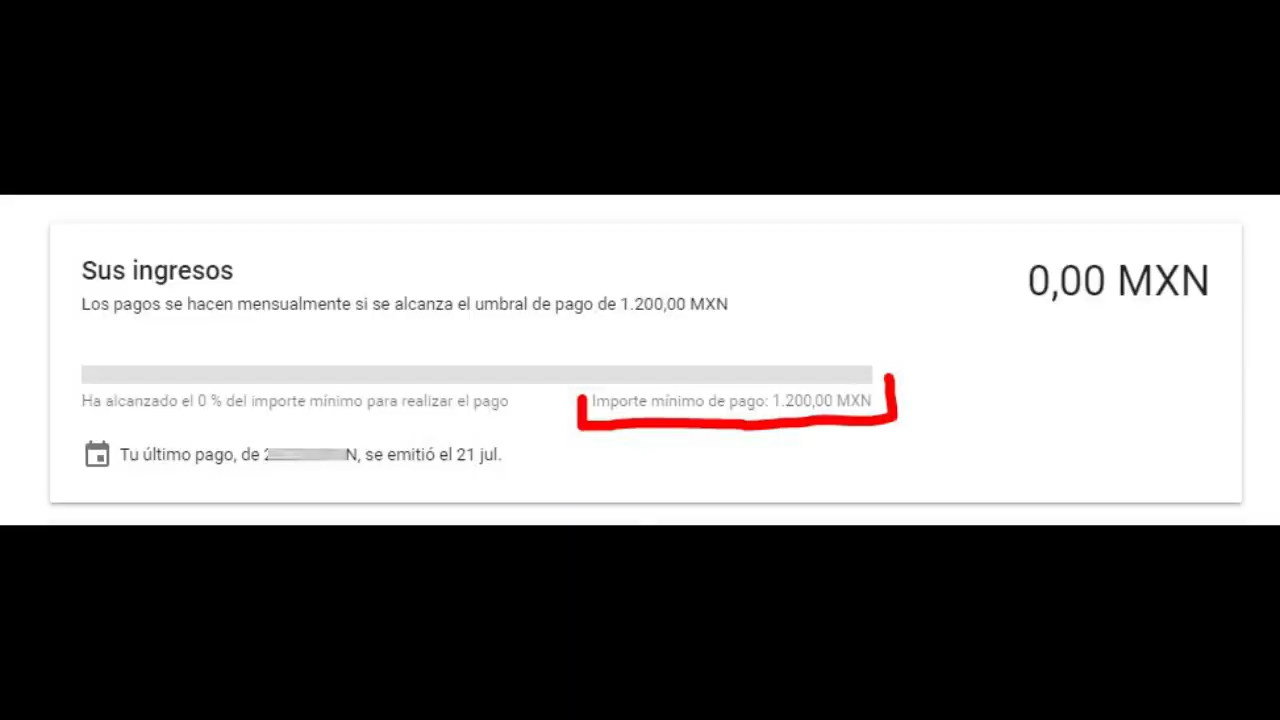 Sus ingresos
0,00 MXN
Los pagos se hacen mensualmente si se alcanza el umbral de pago de 1.200,00 MXN
Ha alcanzado el 0 % del importe mínimo para realizar el pago
Importe mínimo de pago: 1.200,00 MXN
Tu último pago, de 2 N, se emitió el 21 jul.